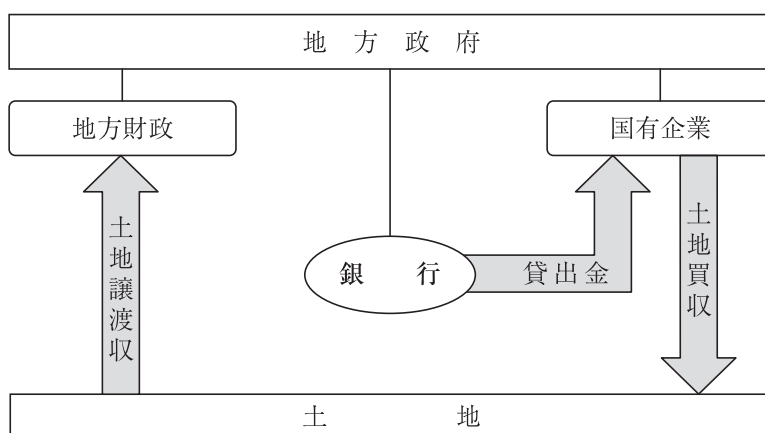 地方政府
地方財政
国有企業
土地譲渡収
銀行
貸出金
土地買収
土地